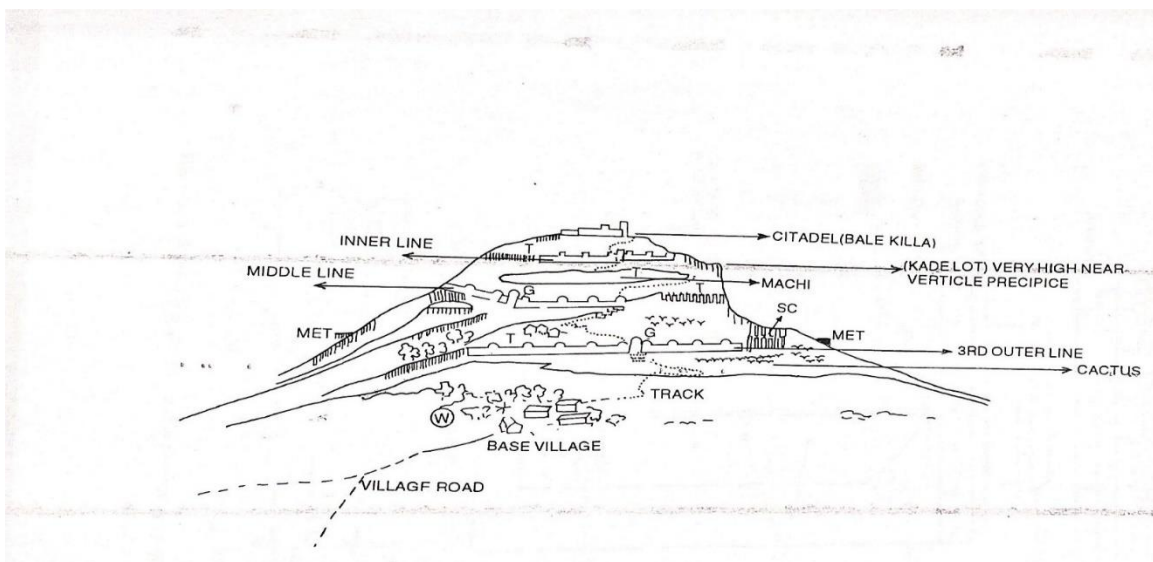 CITADEL(BALE KILLA)
INNER LINE
T
(KADE LOT) VERY HIGH NEAR
VERTICLE PRECIPICE
MIDDLE LINE
T
MACHI
G
T
SC
MET
G
MET
T
3RD OUTER LINE
CACTUS
TRACK
W
BASE VILLAGE
VILLAGF ROAD